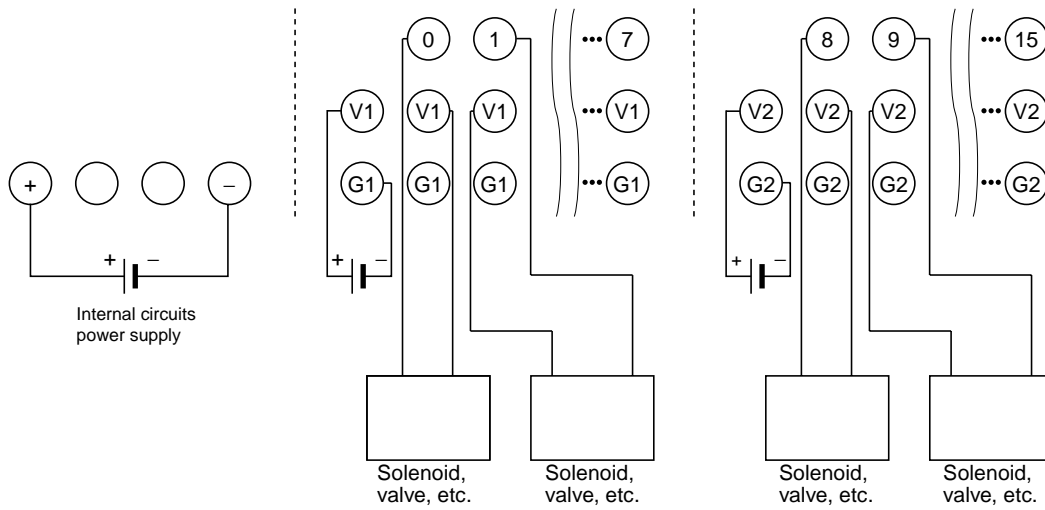 0 1 ••• 7 8 9 ••• 15
V1 V1 V1 ••• V1 V2 V2 V2 ••• V2
+ – G1 G1 G1 ••• G1 G2 G2 G2 ••• G2
+ – + – + –
Internal circuits
power supply
Solenoid,
valve, etc.
Solenoid,
valve, etc.
Solenoid,
valve, etc.
Solenoid,
valve, etc.